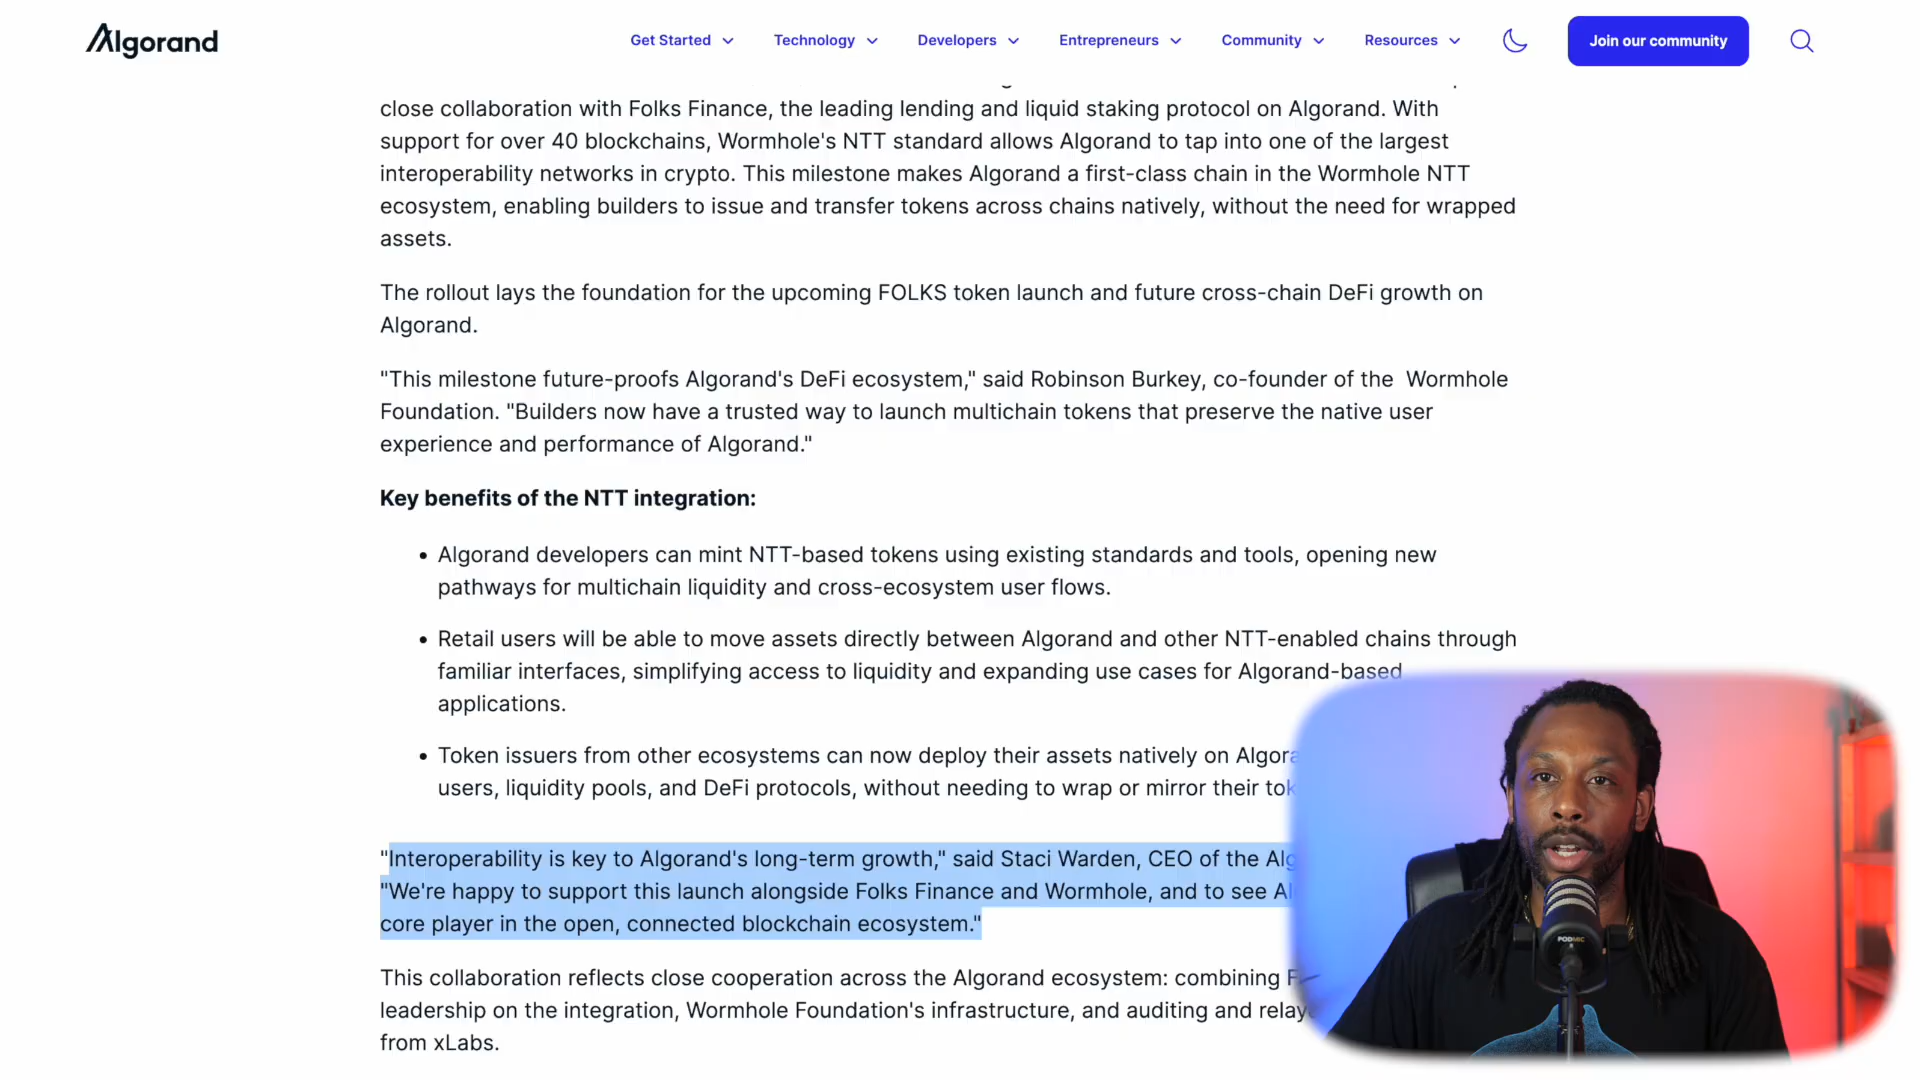 Algorand
Get Started
Technology
Developers
Entrepreneurs
Community
Resources
Join our community
close collaboration with Folks Finance, the leading lending and liquid staking protocol on Algorand. With
support for over 40 blockchains, Wormhole's NTT standard allows Algorand to tap into one of the largest
interoperability networks in crypto. This milestone makes Algorand a first-class chain in the Wormhole NTT
ecosystem, enabling builders to issue and transfer tokens across chains natively, without the need for wrapped
assets.
The rollout lays the foundation for the upcoming FOLKS token launch and future cross-chain DeFi growth on
Algorand.
"This milestone future-proofs Algorand's DeFi ecosystem," said Robinson Burkey, co-founder of the Wormhole
Foundation. "Builders now have a trusted way to launch multichain tokens that preserve the native user
experience and performance of Algorand."
Key benefits of the NTT integration:
• Algorand developers can mint NTT-based tokens using existing standards and tools, opening new
pathways for multichain liquidity and cross-ecosystem user flows.
• Retail users will be able to move assets directly between Algorand and other NTT-enabled chains through
familiar interfaces, simplifying access to liquidity and expanding use cases for Algorand-based
applications.
• Token issuers from other ecosystems can now deploy their assets natively on
users, liquidity pools, and DeFi protocols, without needing to wrap or mirror their
"Interoperability is key to Algorand's long-term growth," said Staci Warden, CEO of the
"We're happy to support this launch alongside Folks Finance and Wormhole, and to see
core player in the open, connected blockchain ecosystem."
This collaboration reflects close cooperation across the Algorand ecosystem: combining
leadership on the integration, Wormhole Foundation's infrastructure, and auditing and
from xLabs.
PODMIC